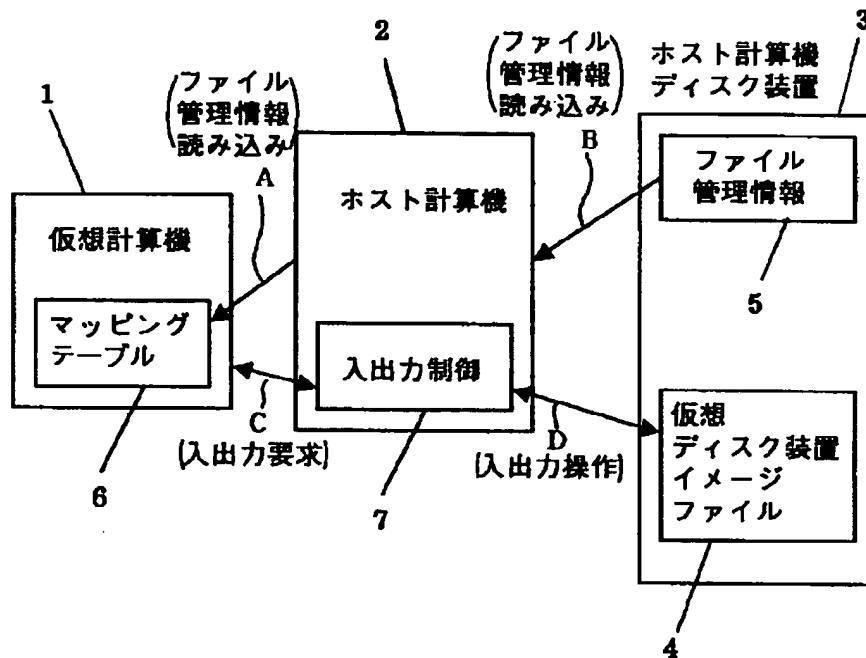 1
仮想計算機
マッピング
テーブル
6
(ファイル
管理情報
読み込み)
A
C
(入出力要求)
2
ホスト計算機
入出力制御
7
(ファイル
管理情報
読み込み)
B
D
(入出力操作)
3
ホスト計算機
ディスク装置
ファイル
管理情報
5
仮想
ディスク装置
イメージ
ファイル
4